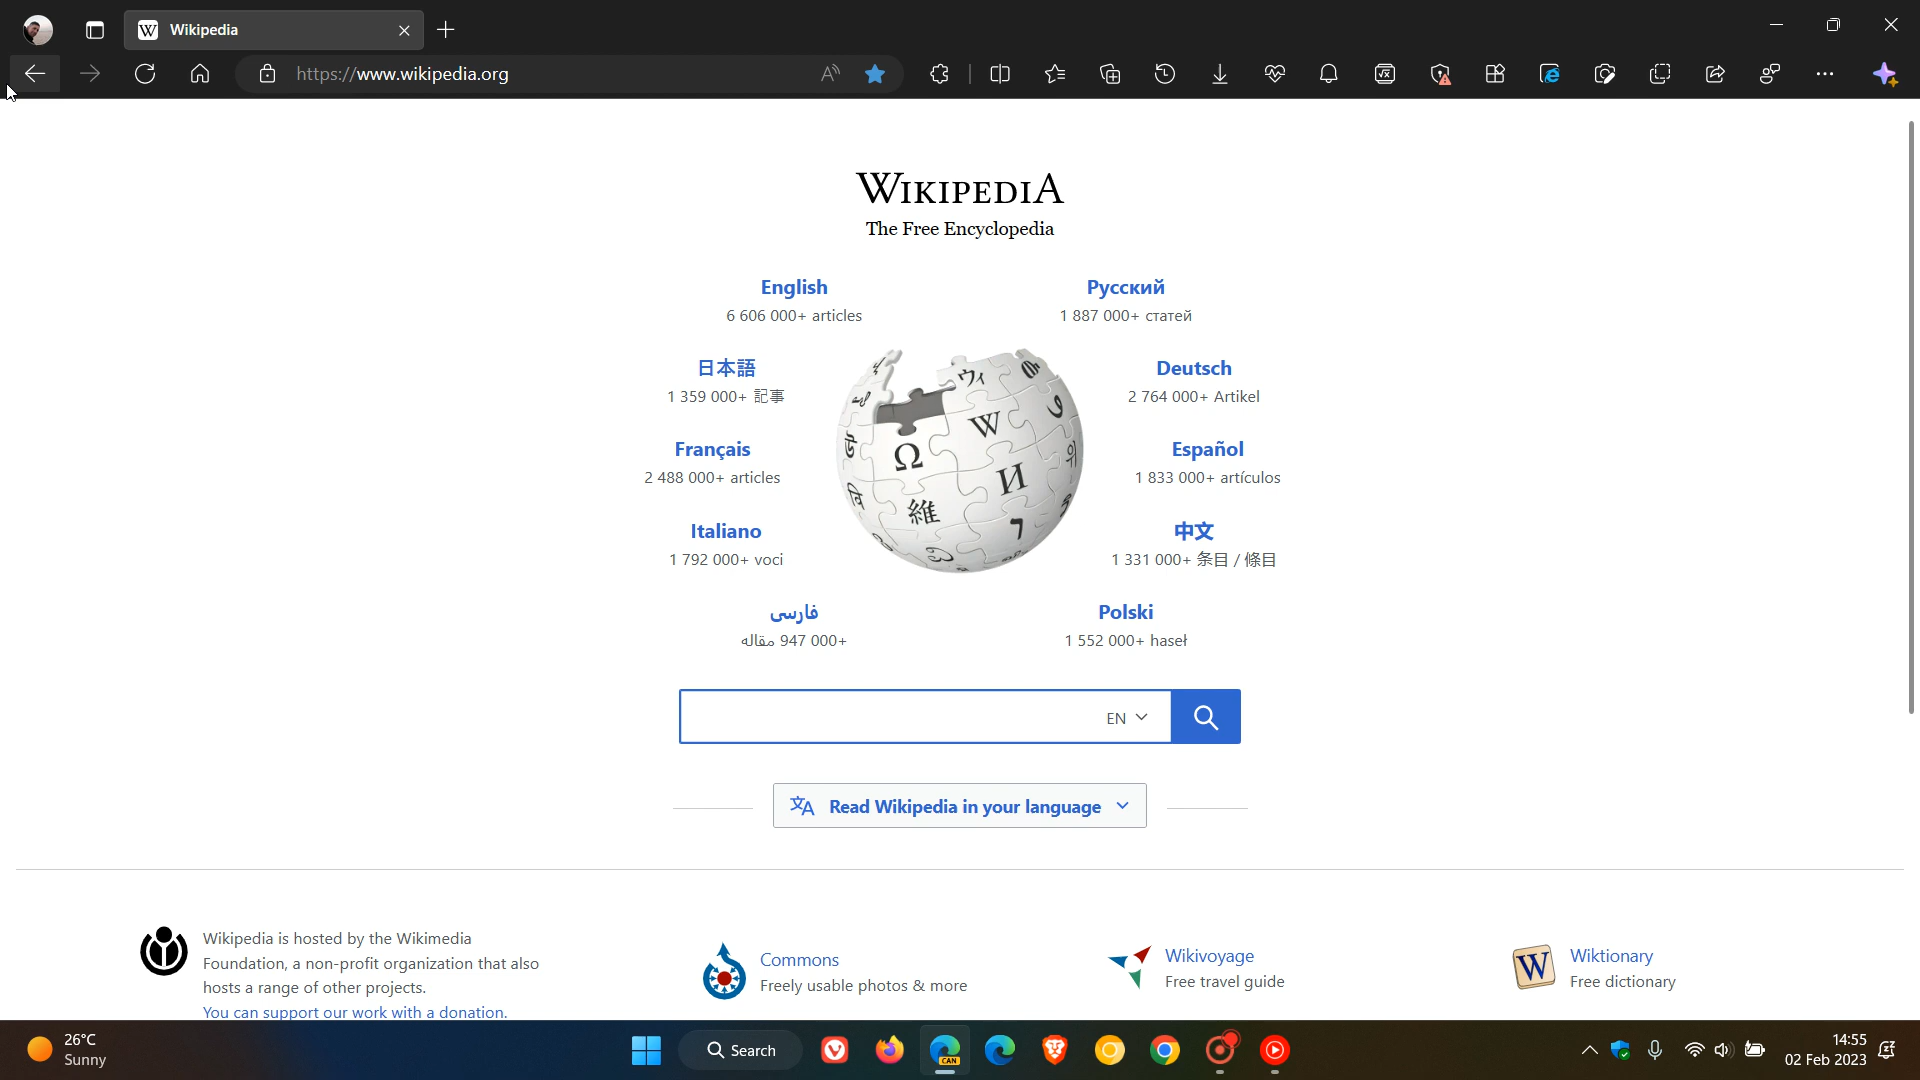 Wikipedia
https://www.wikipedia.org
WIKIPEDIA
The Free Encyclopedia
English
6 606 000+ articles
Русский
1 887 000+ статей
日本語
1 359 000+ 記事
Deutsch
2 764 000+ Artikel
Français
2 488 000+ articles
Español
1 833 000+ artículos
Italiano
1 792 000+ voci
中文
1 331 000+ 条目 / 條目
فارسی
947 000+ مقاله
Polski
1 552 000+ haseł
EN
Read Wikipedia in your language
Wikipedia is hosted by the Wikimedia
Foundation, a non-profit organization that also
hosts a range of other projects.
You can support our work with a donation.
Commons
Freely usable photos & more
Wikivoyage
Free travel guide
Wiktionary
Free dictionary
26°C
Sunny
Search
CAN
14:55
02 Feb 2023